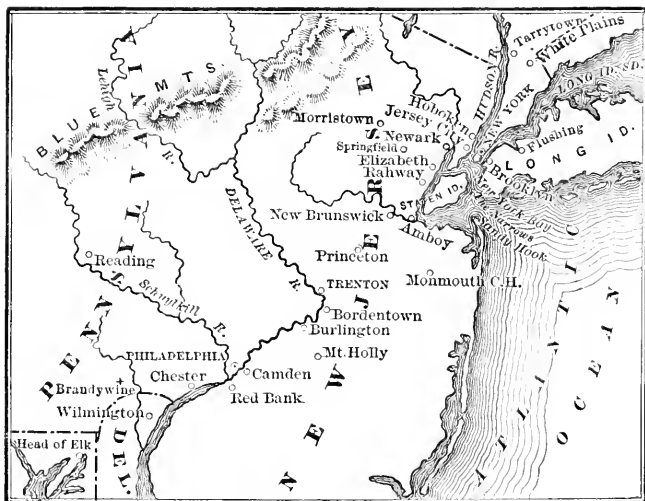 Tarrytown
White Plains
HUDSON R.
LONG ID. SD.
NEW YORK
Hoboken
Jersey City
Morristown
Newark
Springfield
Elizabeth
Rahway
Flushing
LONG ID.
Brooklyn
STATEN ID.
New York Bay
Narrows
Sandy Hook
New Brunswick
Amboy
BLUE MTS.
Lehigh R.
PENNSYLVANIA
DELAWARE R.
Princeton
Monmouth C.H.
Reading
Schuylkill R.
TRENTON
Bordentown
Burlington
Mt. Holly
PHILADELPHIA
Chester
Camden
Red Bank
Brandywine
Wilmington
Head of Elk
DEL.
NEW JERSEY
ATLANTIC
OCEAN